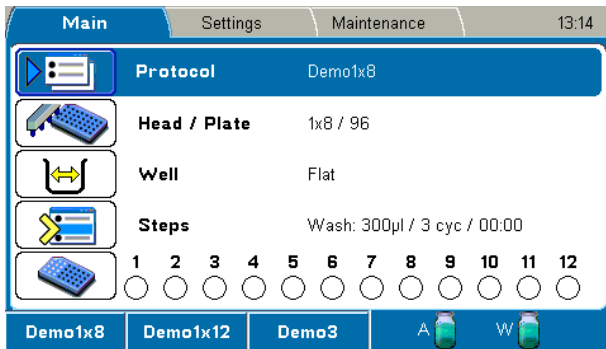 Main Settings Maintenance 13:14
Protocol Demo1x8
Head / Plate 1x8 / 96
Well Flat
Steps Wash: 300µl / 3 cyc / 00:00
1 2 3 4 5 6 7 8 9 10 11 12
Demo1x8 Demo1x12 Demo3 A W